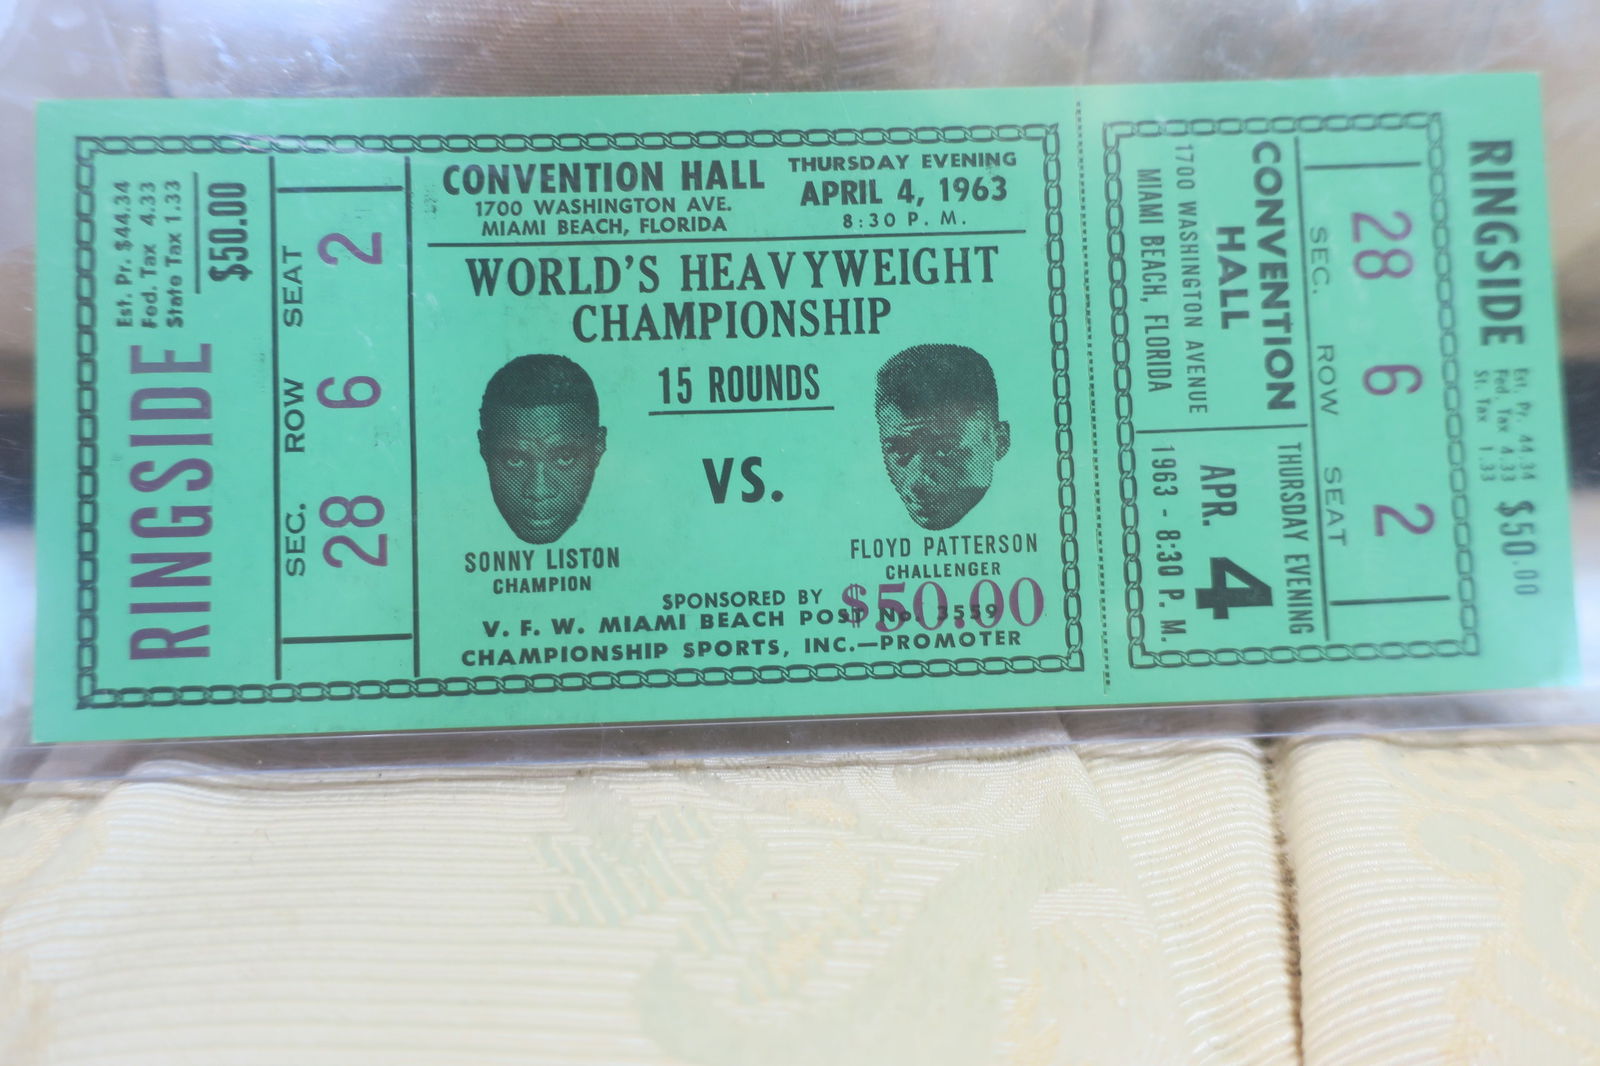 Est. Pr. $44.34
Fed. Tax 4.33
State Tax 1.33
$50.00
RINGSIDE
SEC. ROW SEAT
28 6 2
CONVENTION HALL
1700 WASHINGTON AVE.
MIAMI BEACH, FLORIDA
THURSDAY EVENING
APRIL 4, 1963
8:30 P. M.
WORLD'S HEAVYWEIGHT
CHAMPIONSHIP
15 ROUNDS
VS.
SONNY LISTON
CHAMPION
FLOYD PATTERSON
CHALLENGER
SPONSORED BY
$50.00
V. F. W. MIAMI BEACH POST No. 3559
CHAMPIONSHIP SPORTS, INC.—PROMOTER
RINGSIDE
Est. Pr. 44.34
Fed. Tax 4.33
St. Tax 1.33
$50.00
28 6 2
SEC. ROW SEAT
CONVENTION
HALL
1700 WASHINGTON AVENUE
MIAMI BEACH, FLORIDA
THURSDAY EVENING
APR. 4
1963 - 8:30 P. M.